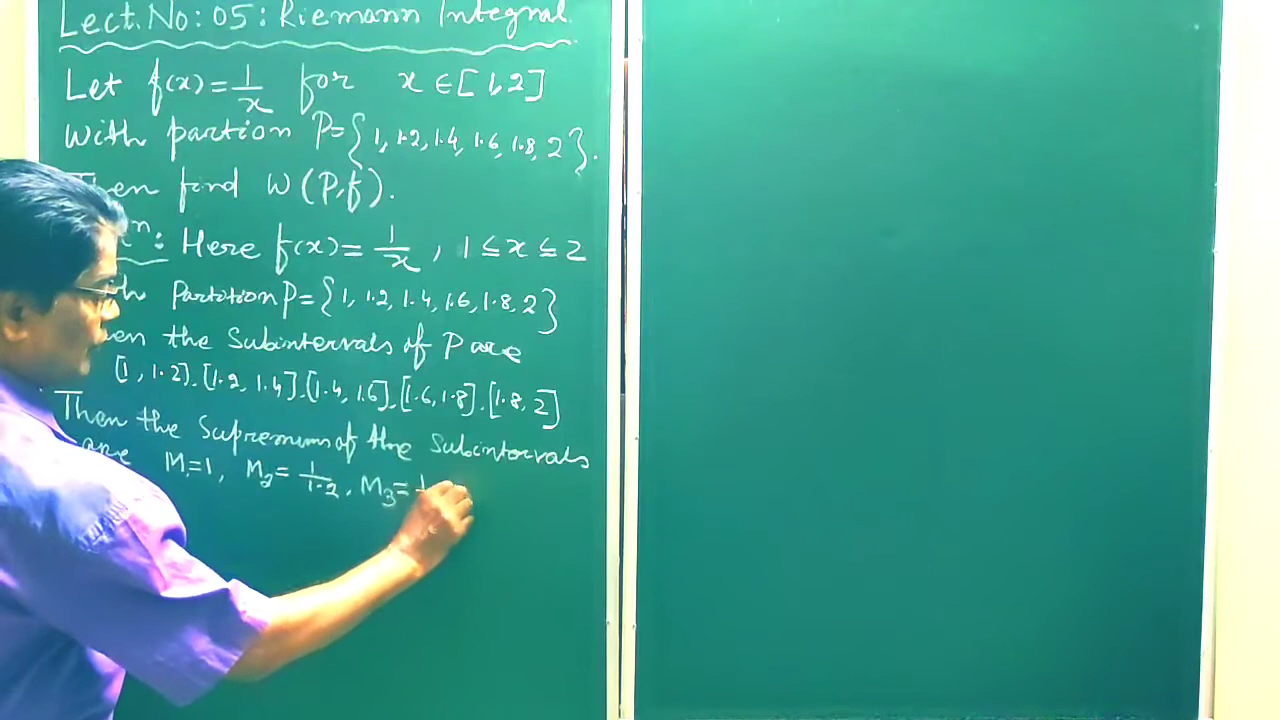 Lect. No: 05: Riemann Integral.
Let f(x) = 1/x for x ∈ [1, 2]
With partion P = {1, 1.2, 1.4, 1.6, 1.8, 2}.
Then find W (P, f).
n: Here f(x) = 1/x, 1 ≤ x ≤ 2
Partition P = {1, 1.2, 1.4, 1.6, 1.8, 2}
the Subintervals of P are
[1, 1.2], [1.2, 1.4], [1.4, 1.6], [1.6, 1.8], [1.8, 2]
Then the Supremum of the Subintervals
are M₁=1, M₂ = 1/1.2, M₃ =